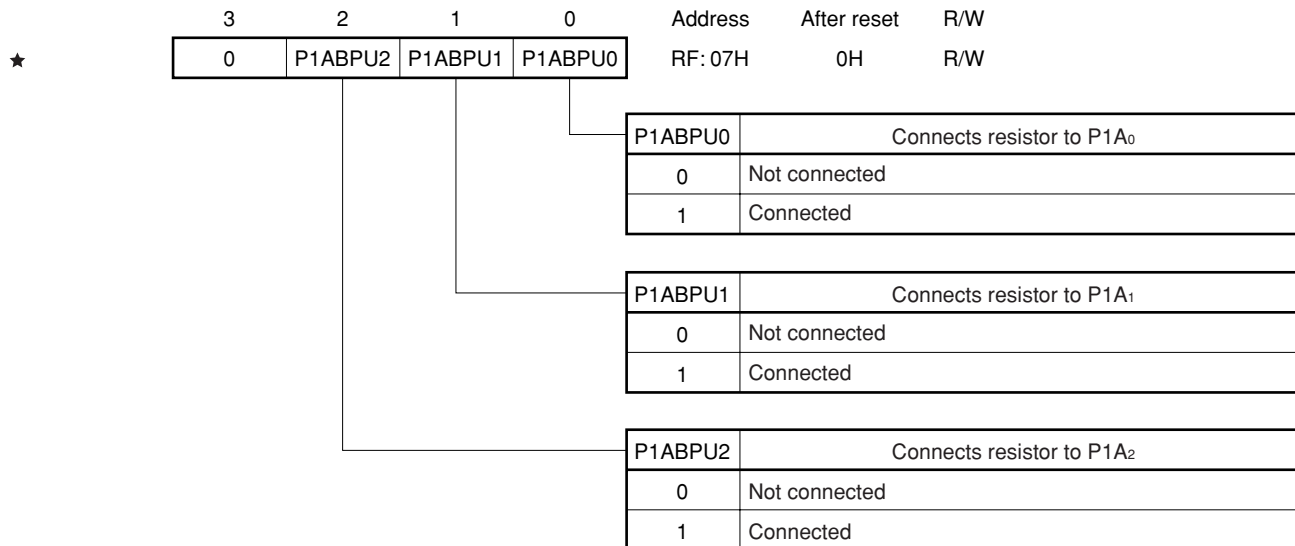 3 2 1 0 Address After reset R/W
★ 0 P1ABPU2 P1ABPU1 P1ABPU0 RF: 07H 0H R/W
P1ABPU0 Connects resistor to P1A₀
0 Not connected
1 Connected
P1ABPU1 Connects resistor to P1A₁
0 Not connected
1 Connected
P1ABPU2 Connects resistor to P1A₂
0 Not connected
1 Connected